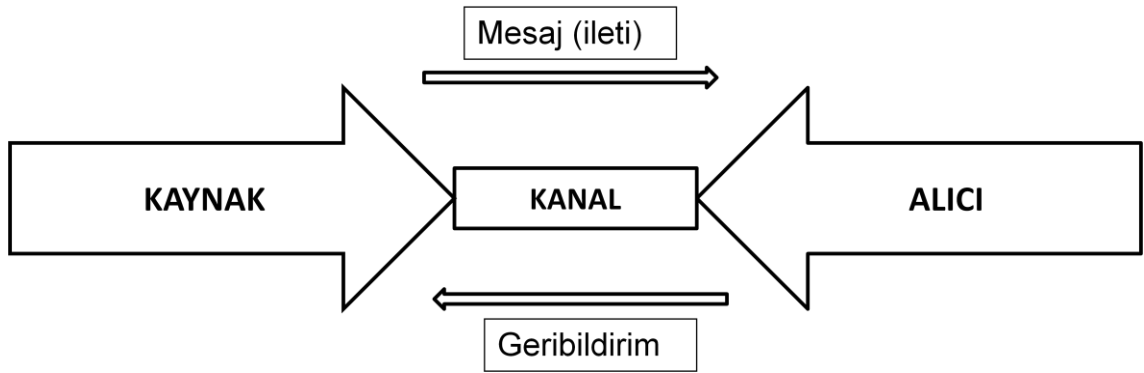 Mesaj (ileti)
KAYNAK
KANAL
ALICI
Geribildirim